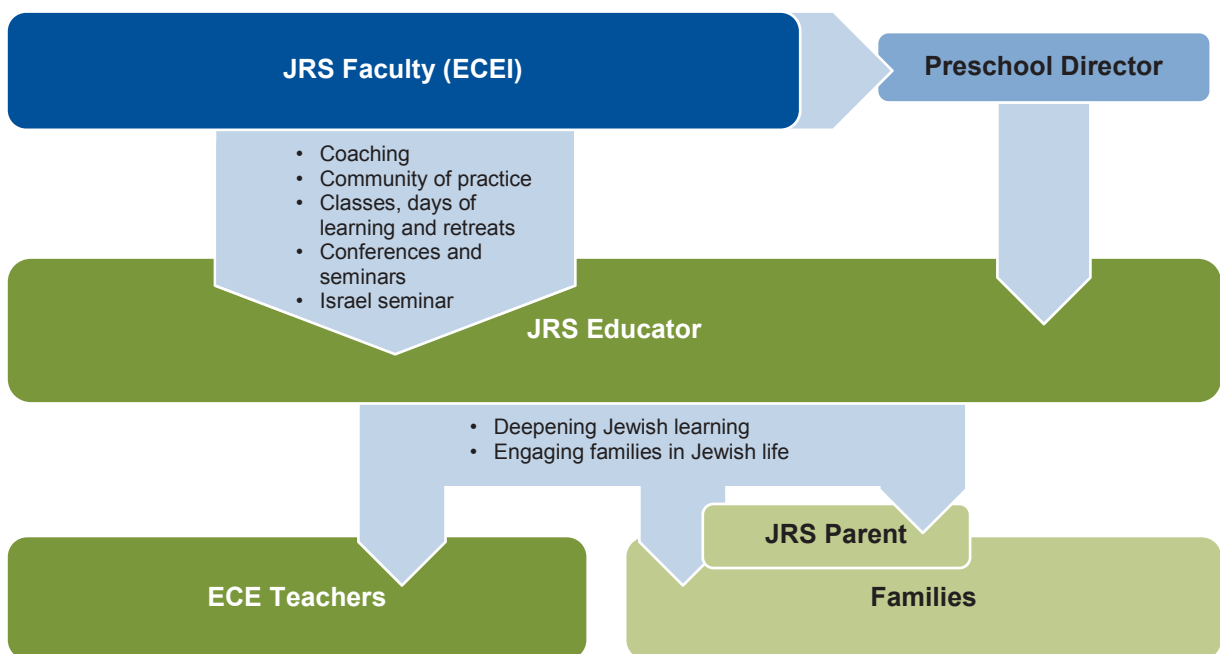 JRS Faculty (ECEI)
Preschool Director
• Coaching
• Community of practice
• Classes, days of
learning and retreats
• Conferences and
seminars
• Israel seminar
JRS Educator
• Deepening Jewish learning
• Engaging families in Jewish life
JRS Parent
ECE Teachers
Families